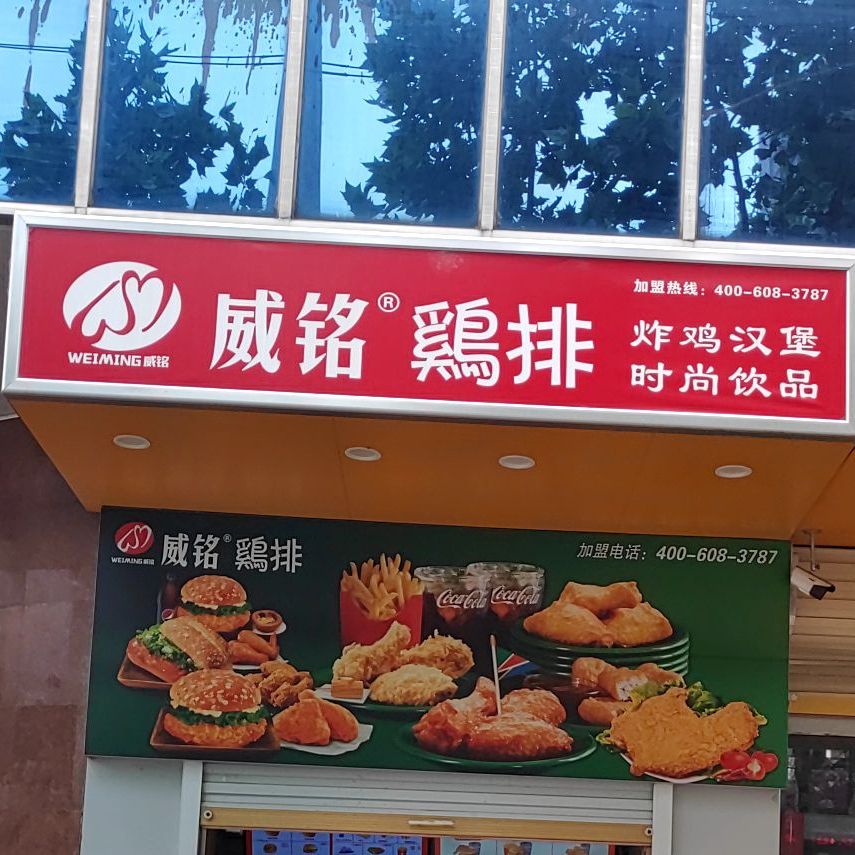 加盟热线：400-608-3787
WEIMING威铭
威铭®鷄排
炸鸡汉堡
时尚饮品
WEIMING威铭
威铭®鷄排
加盟电话：400-608-3787
Coca-Cola
Coca-Cola